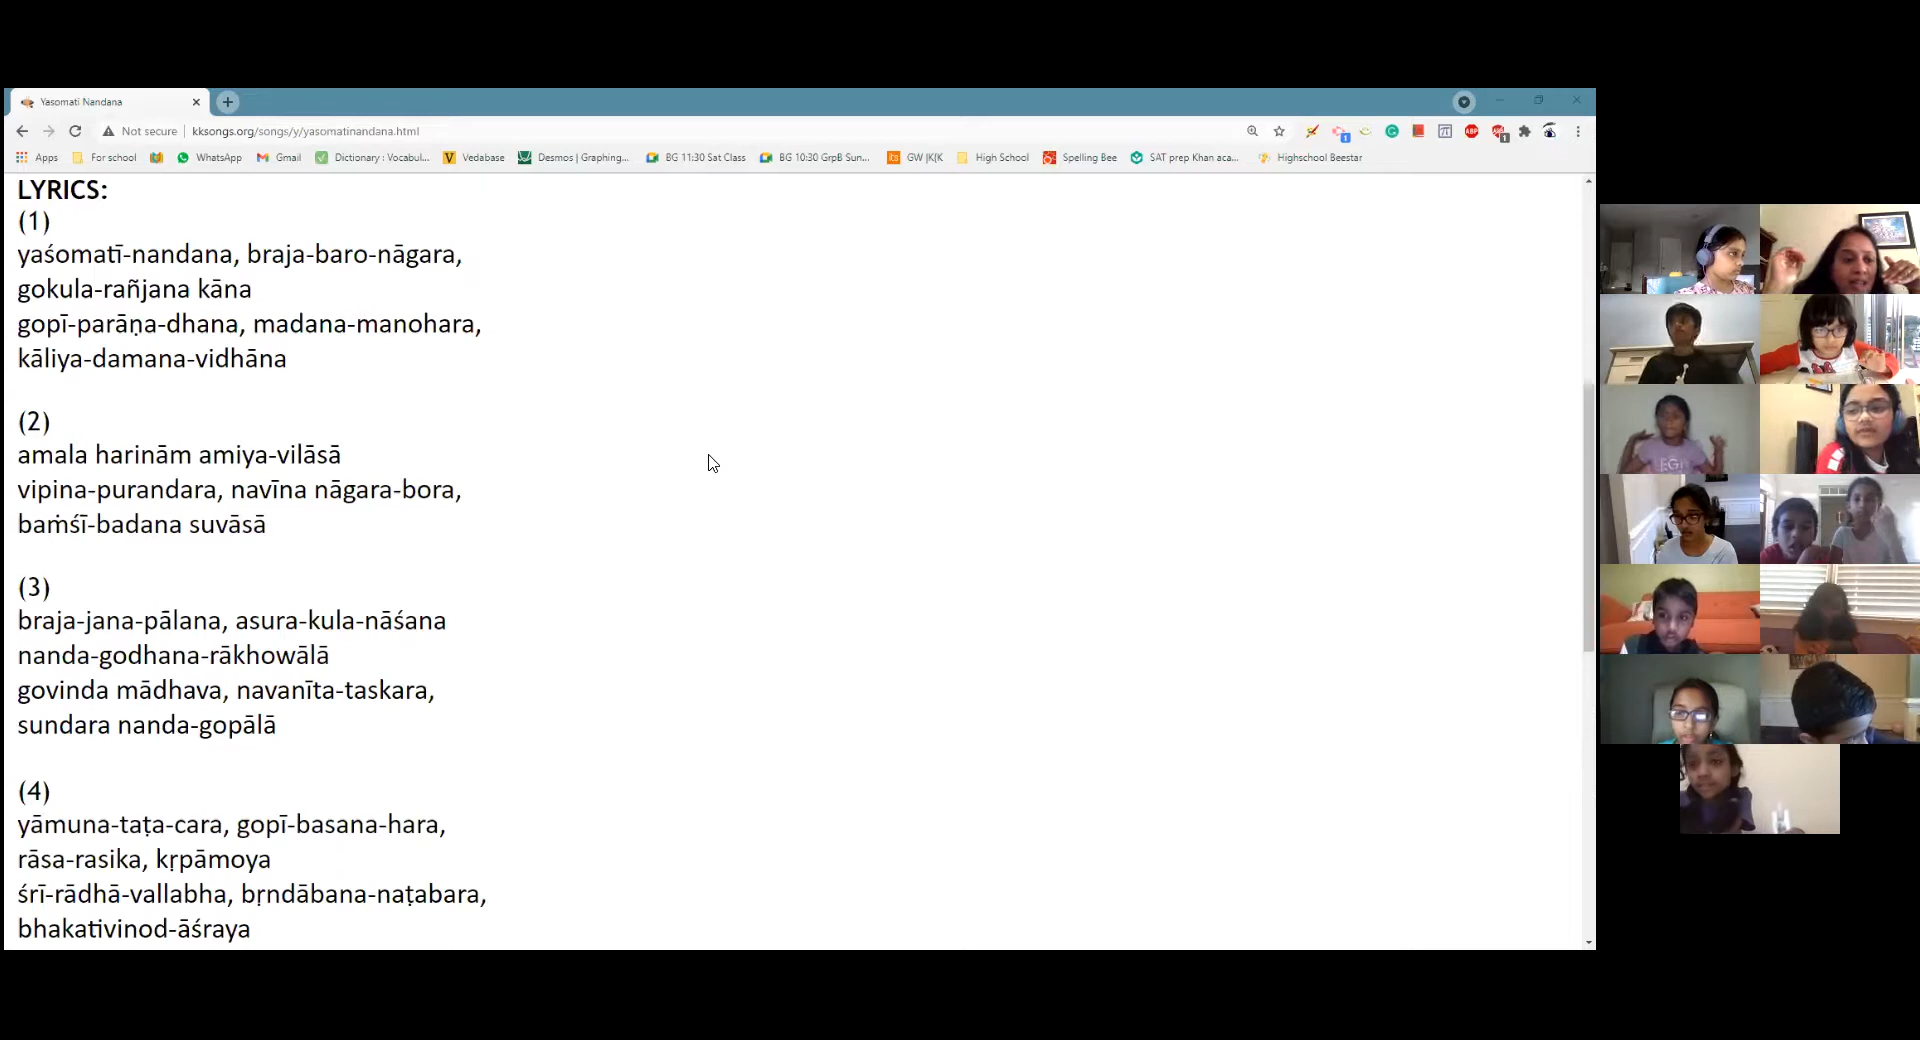 Yasomati Nandana
Not secure kksongs.org/songs/y/yasomatinandana.html
Apps For school WhatsApp Gmail Dictionary : Vocabul... Vedabase Desmos | Graphing... BG 11:30 Sat Class BG 10:30 GrpB Sun... GW |K(K High School Spelling Bee SAT prep Khan aca... Highschool Beestar
LYRICS:
(1)
yaśomatī-nandana, braja-baro-nāgara,
gokula-rañjana kāna
gopī-parāṇa-dhana, madana-manohara,
kāliya-damana-vidhāna
(2)
amala harinām amiya-vilāsā
vipina-purandara, navīna nāgara-bora,
baṁśī-badana suvāsā
(3)
braja-jana-pālana, asura-kula-nāśana
nanda-godhana-rākhowālā
govinda mādhava, navanīta-taskara,
sundara nanda-gopālā
(4)
yāmuna-taṭa-cara, gopī-basana-hara,
rāsa-rasika, kṛpāmoya
śrī-rādhā-vallabha, bṛndābana-naṭabara,
bhakativinod-āśraya